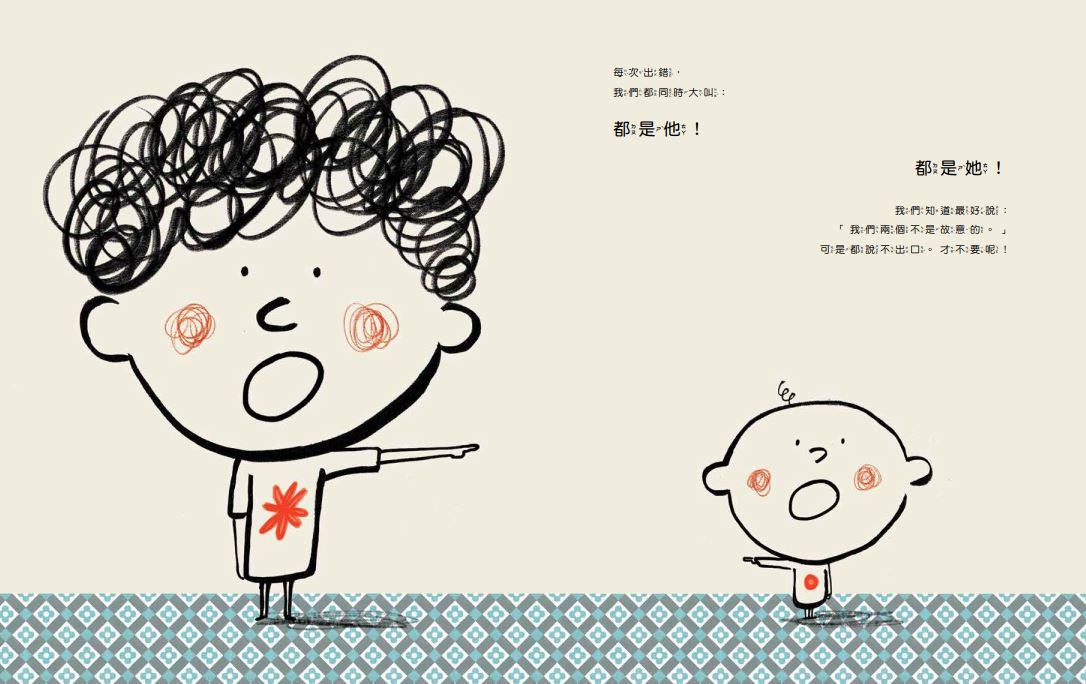 每次出錯，
我們都同時大叫：
都是他！
都是她！
我們知道最好說：
「我們兩個不是故意的。」
可是都說不出口。才不要呢！